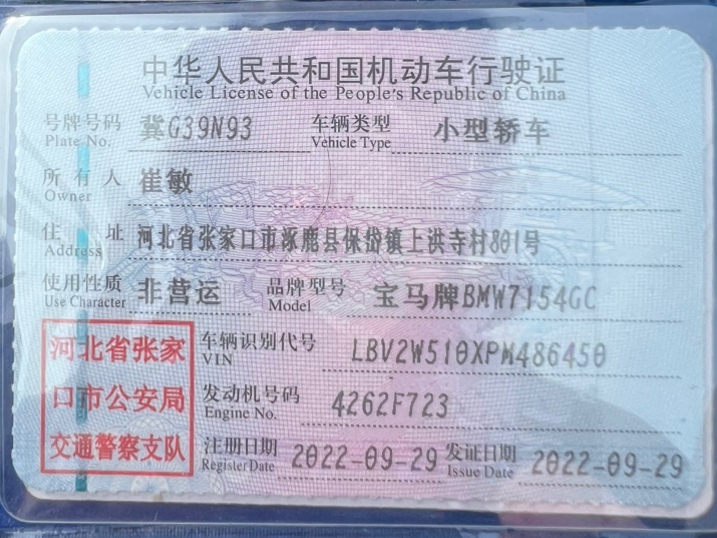 中华人民共和国机动车行驶证
Vehicle License of the People's Republic of China
号牌号码 冀G39N93 车辆类型 小型轿车
Plate No. Vehicle Type
所有人 崔敏
Owner
住址 河北省张家口市涿鹿县保岱镇上洪寺村801号
Address
使用性质 非营运 品牌型号 宝马牌BMW7154GC
Use Character Model
河北省张家 车辆识别代号 LBV2W510XPM486450
VIN
口市公安局 发动机号码 4262F723
Engine No.
交通警察支队 注册日期 2022-09-29 发证日期 2022-09-29
Register Date Issue Date